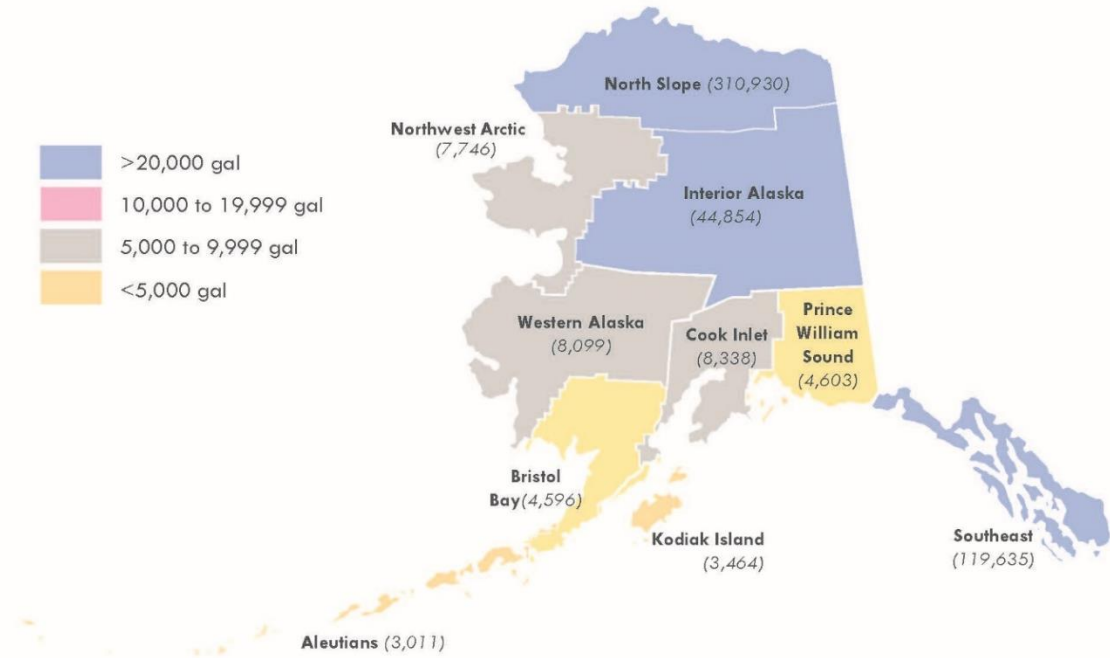 North Slope (310,930)
Northwest Arctic
(7,746)
>20,000 gal
10,000 to 19,999 gal
5,000 to 9,999 gal
<5,000 gal
Interior Alaska
(44,854)
Western Alaska
(8,099)
Cook Inlet
(8,338)
Prince
William
Sound
(4,603)
Bristol
Bay(4,596)
Kodiak Island
(3,464)
Southeast
(119,635)
Aleutians (3,011)